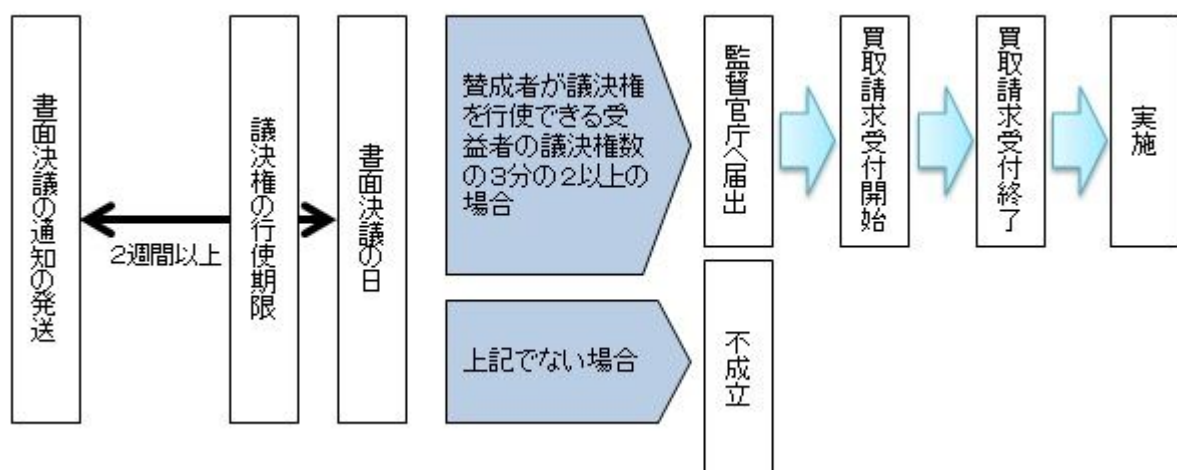 書面決議の通知の発送
2週間以上
議決権の行使期限
書面決議の日
賛成者が議決権
を行使できる受
益者の議決権数
の3分の2以上の
場合
監督官庁へ届出
買取請求受付開始
買取請求受付終了
実施
上記でない場合
不成立